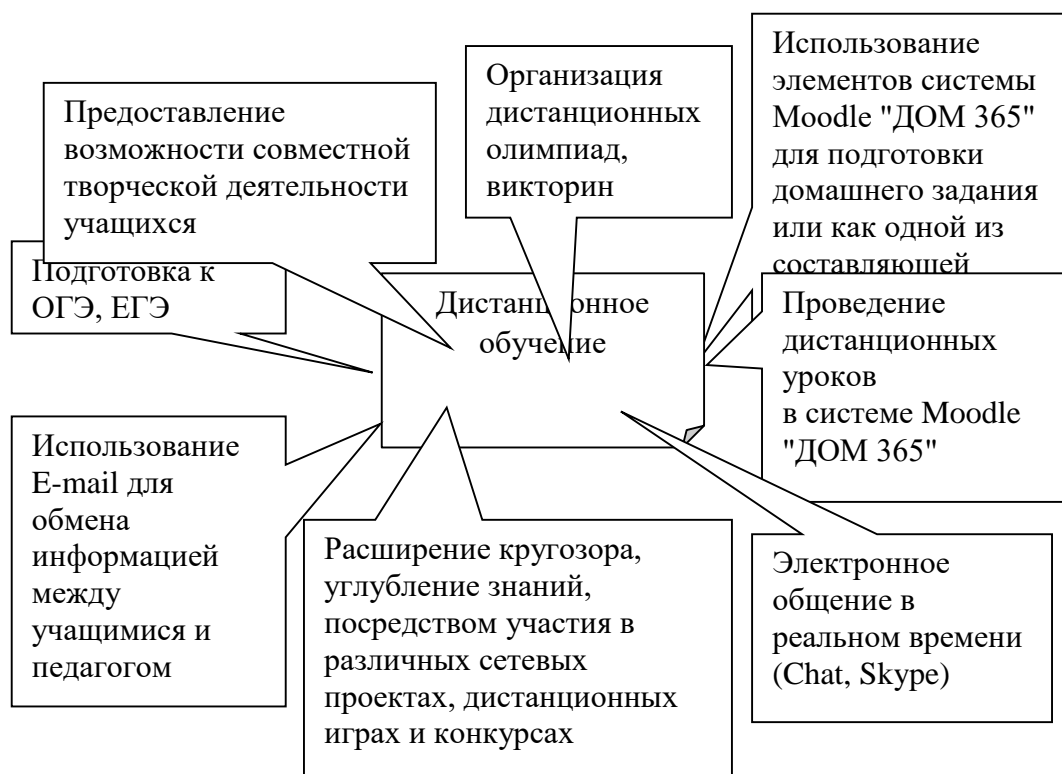 Предоставление
возможности совместной
творческой деятельности
учащихся
Организация
дистанционных
олимпиад,
викторин
Использование
элементов системы
Moodle "ДОМ 365"
для подготовки
домашнего задания
или как одной из
составляющей
Подготовка к
ОГЭ, ЕГЭ
Дистанционное
обучение
Проведение
дистанционных
уроков
в системе Moodle
"ДОМ 365"
Использование
E-mail для
обмена
информацией
между
учащимися и
педагогом
Расширение кругозора,
углубление знаний,
посредством участия в
различных сетевых
проектах, дистанционных
играх и конкурсах
Электронное
общение в
реальном времени
(Chat, Skype)